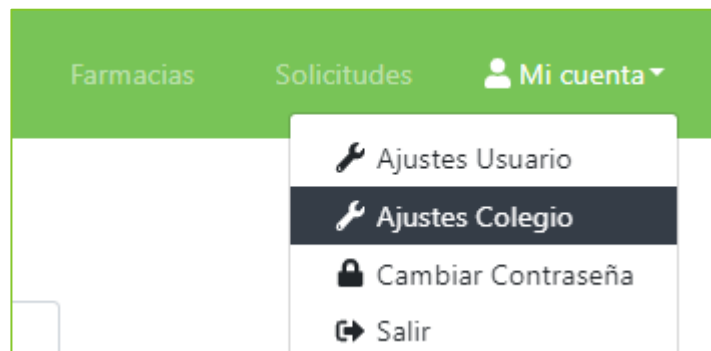 Farmacias Solicitudes Mi cuenta
Ajustes Usuario
Ajustes Colegio
Cambiar Contraseña
Salir